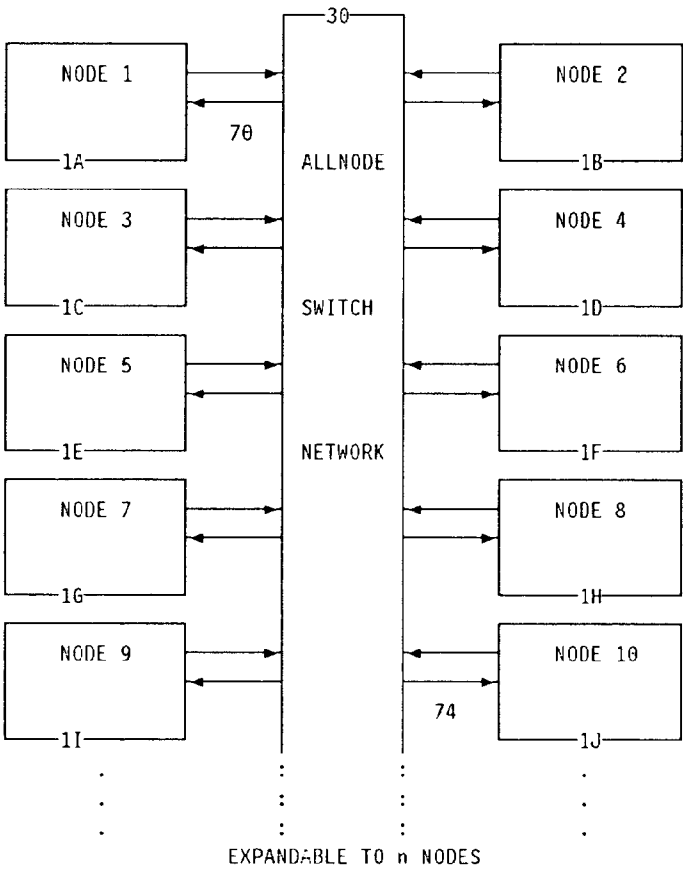 30
NODE 1
NODE 2
70
1A
ALLNODE
1B
NODE 3
NODE 4
1C
SWITCH
1D
NODE 5
NODE 6
1E
NETWORK
1F
NODE 7
NODE 8
1G
1H
NODE 9
NODE 10
74
1I
1J
EXPANDABLE TO n NODES